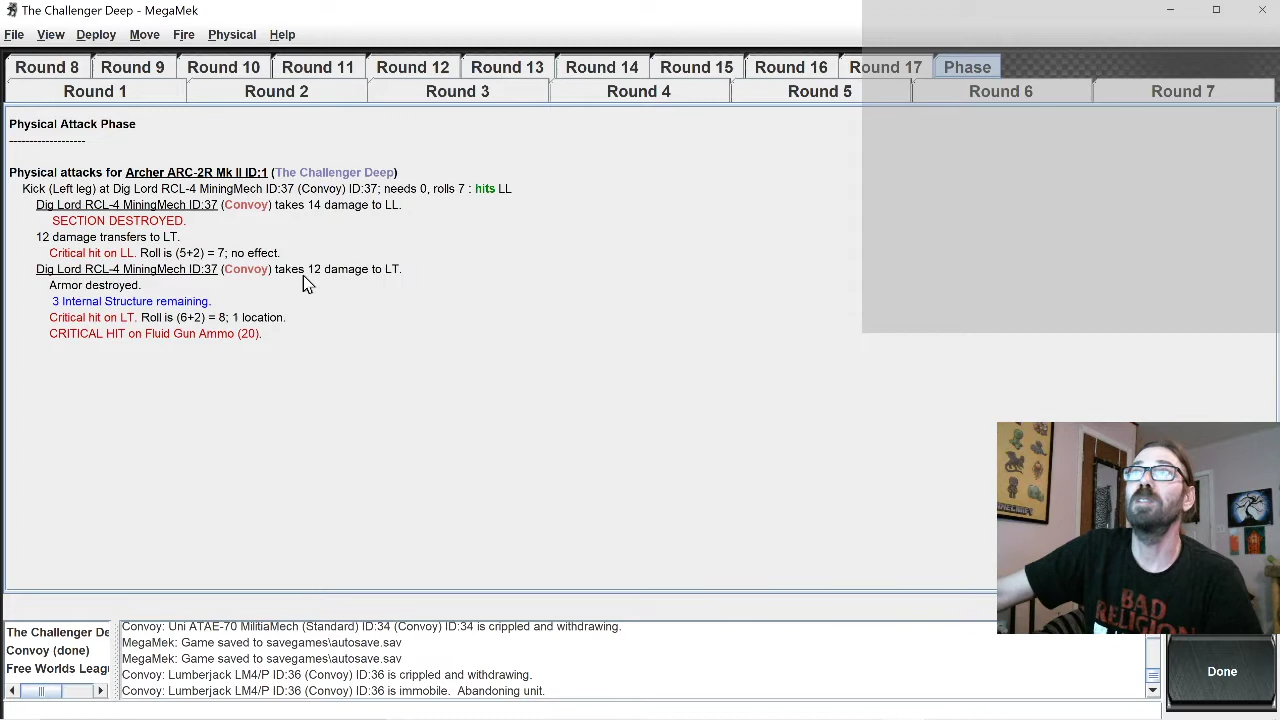 The Challenger Deep - MegaMek
File View Deploy Move Fire Physical Help
Round 8 Round 9 Round 10 Round 11 Round 12 Round 13 Round 14 Round 15 Round 16 Round 17 Phase
Round 1 Round 2 Round 3 Round 4 Round 5 Round 6 Round 7
Physical Attack Phase
-------------------
Physical attacks for Archer ARC-2R Mk II ID:1 (The Challenger Deep)
Kick (Left leg) at Dig Lord RCL-4 MiningMech ID:37 (Convoy) ID:37; needs 0, rolls 7 : hits LL
Dig Lord RCL-4 MiningMech ID:37 (Convoy) takes 14 damage to LL.
SECTION DESTROYED.
12 damage transfers to LT.
Critical hit on LL. Roll is (5+2) = 7; no effect.
Dig Lord RCL-4 MiningMech ID:37 (Convoy) takes 12 damage to LT.
Armor destroyed.
3 Internal Structure remaining.
Critical hit on LT. Roll is (6+2) = 8; 1 location.
CRITICAL HIT on Fluid Gun Ammo (20).
The Challenger De
Convoy (done)
Free Worlds Leag
Convoy: Uni ATAE-70 MilitiaMech (Standard) ID:34 (Convoy) ID:34 is crippled and withdrawing.
MegaMek: Game saved to savegames\autosave.sav
MegaMek: Game saved to savegames\autosave.sav
Convoy: Lumberjack LM4/P ID:36 (Convoy) ID:36 is crippled and withdrawing.
Convoy: Lumberjack LM4/P ID:36 (Convoy) ID:36 is immobile. Abandoning unit.
Done
BAD
RELIGION